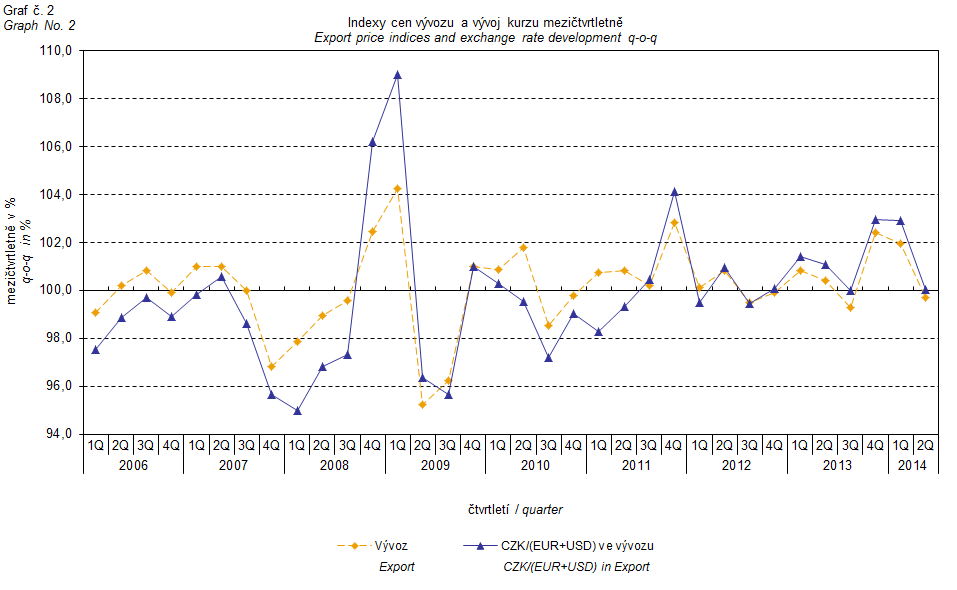 Graf č. 2
Graph No. 2
Indexy cen vývozu a vývoj kurzu mezičtvrtletně
Export price indices and exchange rate development q-o-q
110,0
108,0
106,0
104,0
102,0
100,0
98,0
96,0
94,0
mezičtvrtletně v %
q-o-q in %
1Q 2Q 3Q 4Q 1Q 2Q 3Q 4Q 1Q 2Q 3Q 4Q 1Q 2Q 3Q 4Q 1Q 2Q 3Q 4Q 1Q 2Q 3Q 4Q 1Q 2Q 3Q 4Q 1Q 2Q 3Q 4Q 1Q 2Q
2006 2007 2008 2009 2010 2011 2012 2013 2014
čtvrtletí / quarter
Vývoz CZK/(EUR+USD) ve vývozu
Export CZK/(EUR+USD) in Export